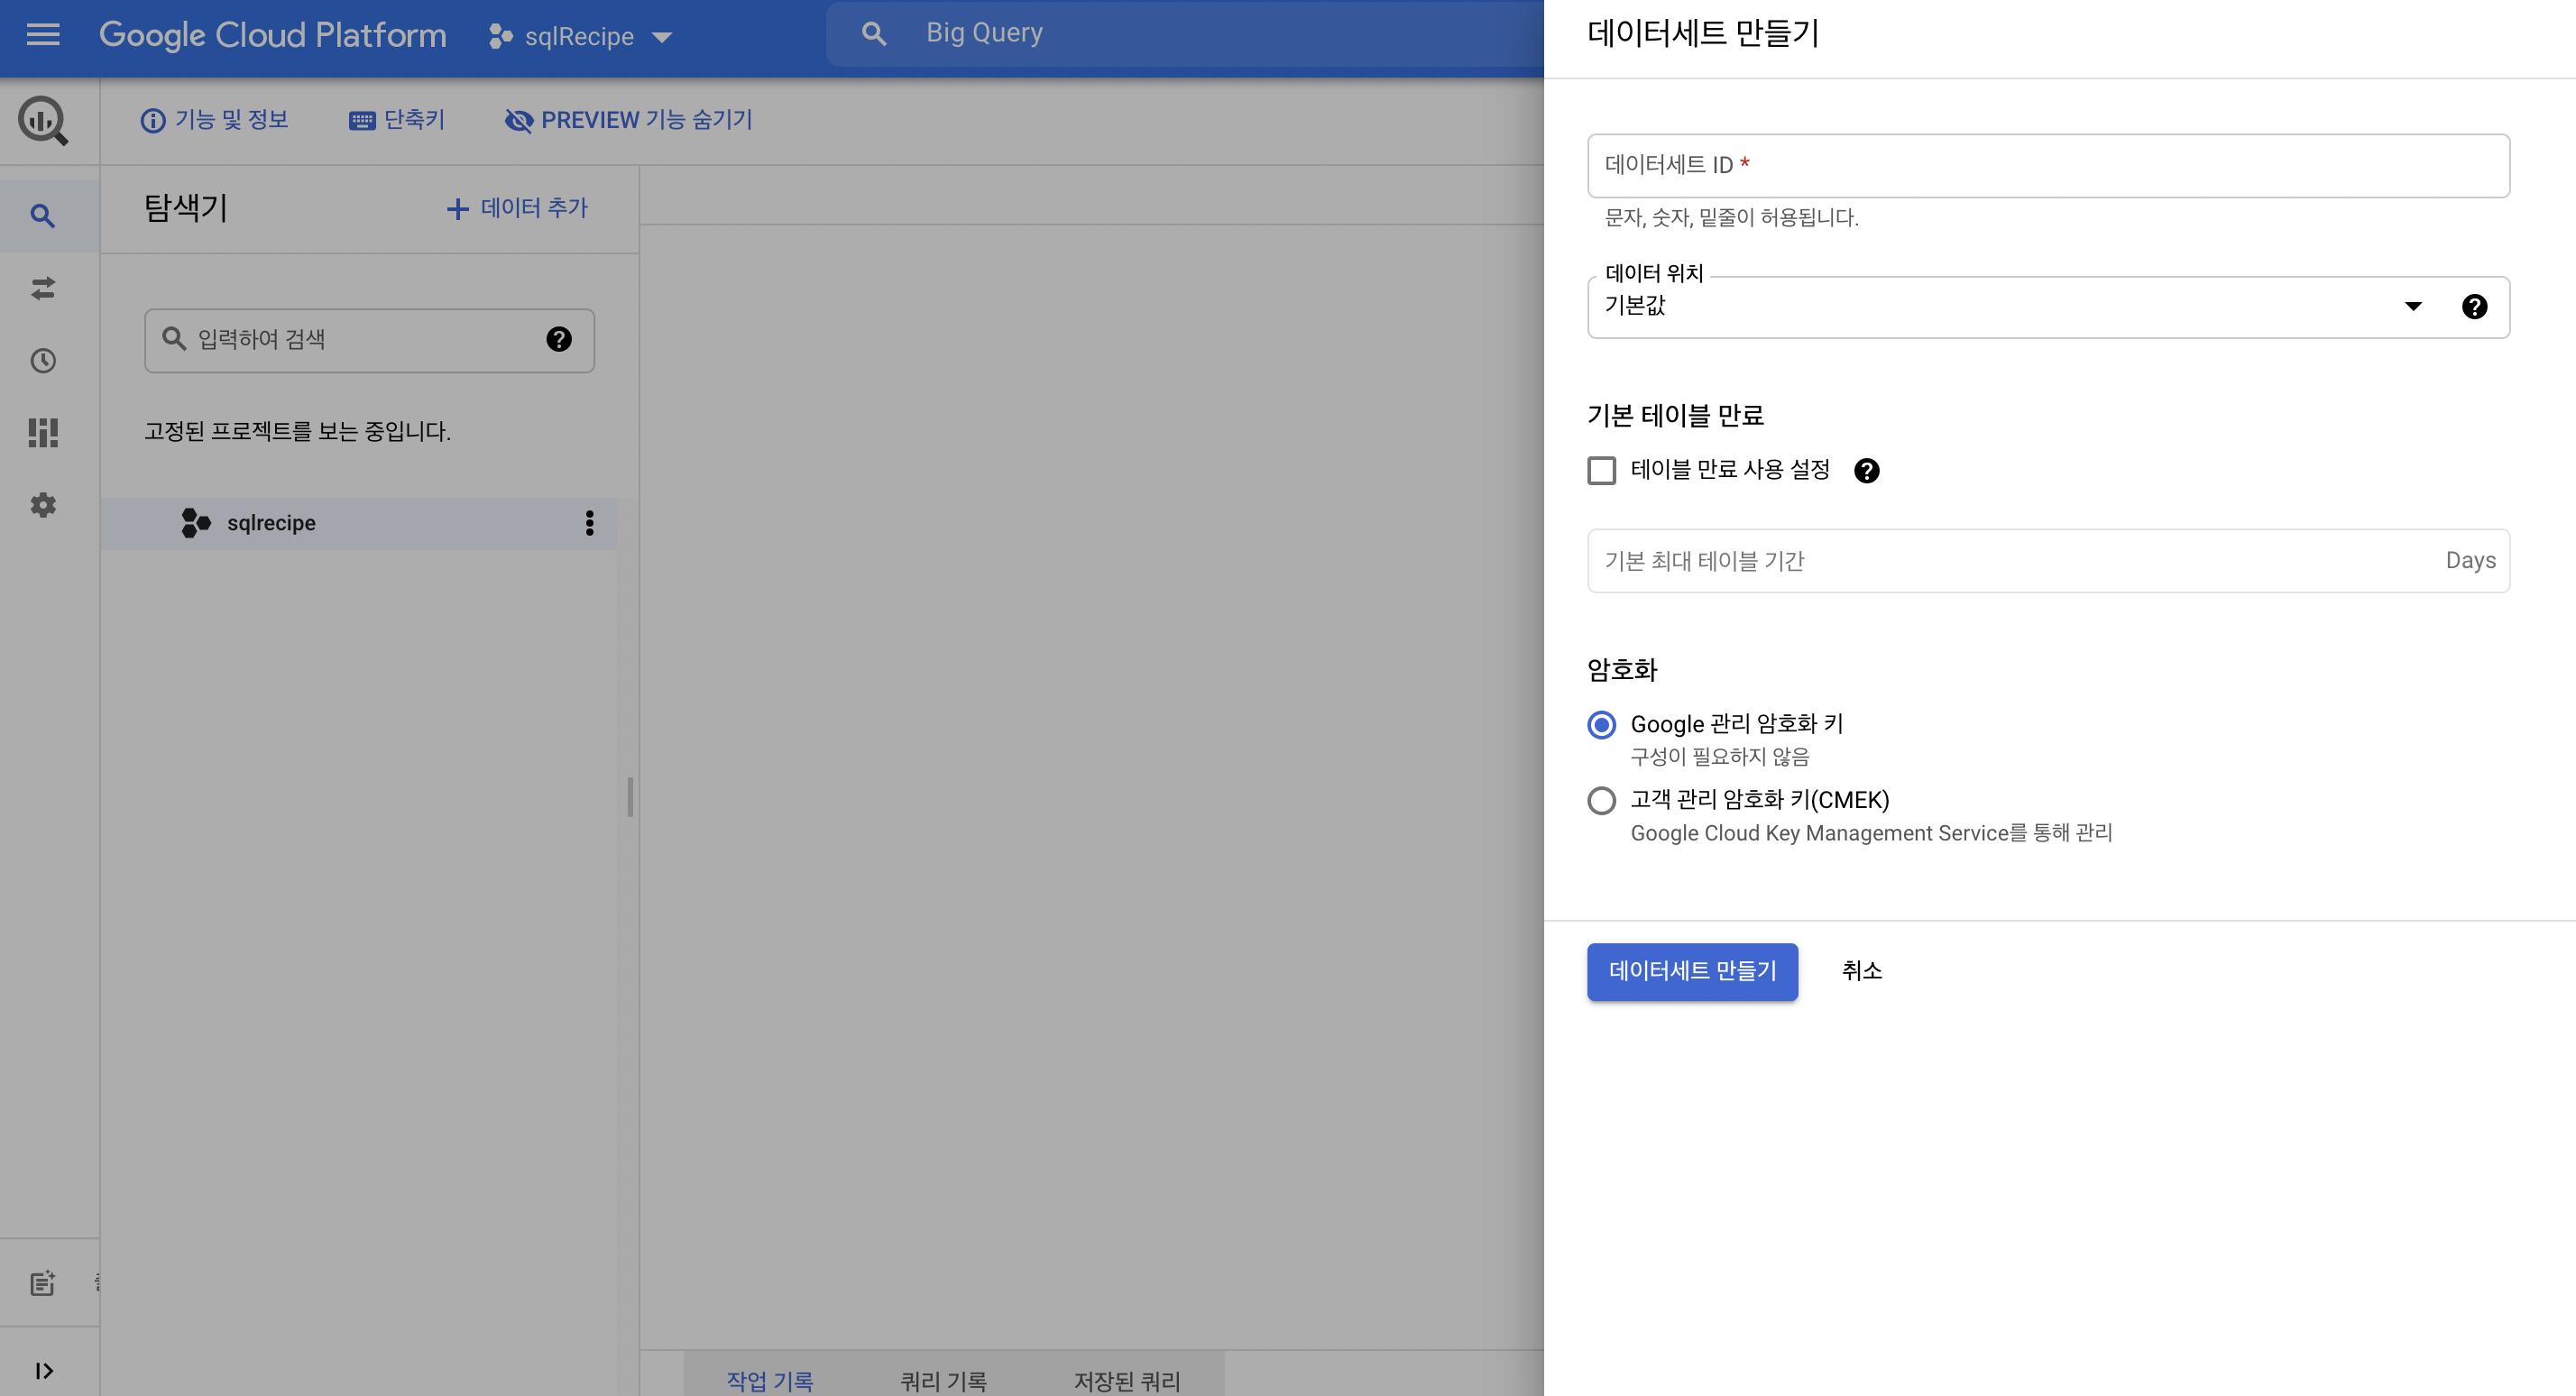 Google Cloud Platform
sqlRecipe
Big Query
기능 및 정보
단축키
PREVIEW 기능 숨기기
탐색기
데이터 추가
입력하여 검색
고정된 프로젝트를 보는 중입니다.
sqlrecipe
작업 기록
쿼리 기록
저장된 쿼리
데이터세트 만들기
데이터세트 ID *
문자, 숫자, 밑줄이 허용됩니다.
데이터 위치
기본값
기본 테이블 만료
테이블 만료 사용 설정
기본 최대 테이블 기간
Days
암호화
Google 관리 암호화 키
구성이 필요하지 않음
고객 관리 암호화 키(CMEK)
Google Cloud Key Management Service를 통해 관리
데이터세트 만들기
취소